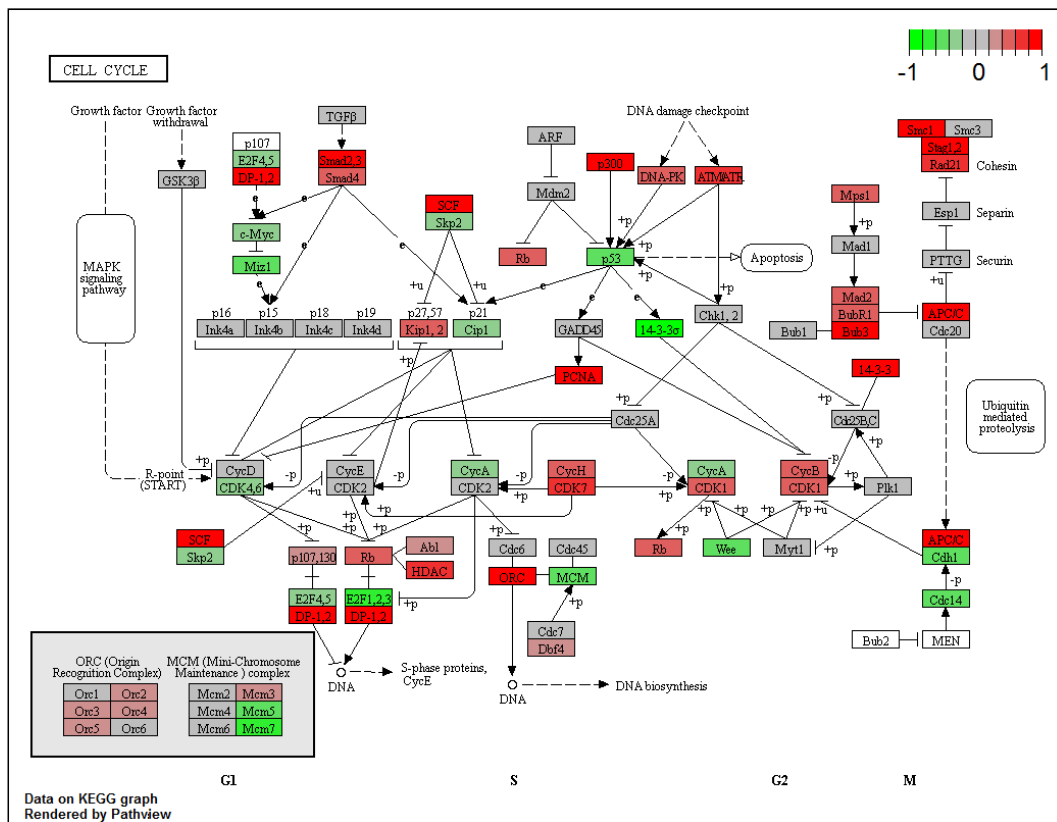 -1 0 1
CELL CYCLE
Growth factor
Growth factor
withdrawal
TGFβ
DNA damage checkpoint
p107
E2F4,5
DP-1,2
Smad2,3
Smad4
ARF
p300
DNA-PK
ATM/ATR
Smc1
Smc3
Stag1,2
Rad21
Cohesin
GSK3β
Mdm2
Mps1
SCF
Skp2
e
e
e
c-Myc
+p
Esp1
Separin
MAPK
signaling
pathway
Miz1
e
e
Rb
p53
+p
+p
Apoptosis
Mad1
PTTG
Securin
+u
+u
e
e
+p
+p
+u
Mad2
BubR1
Bub3
Bub1
APC/C
Cdc20
p16
Ink4a
p15
Ink4b
p18
Ink4c
p19
Ink4d
p27,57
Kip1, 2
p21
Cip1
GADD45
14-3-3σ
Chk1, 2
+p
PCNA
14-3-3
+p
+p
Cdc25A
Cdc25B,C
Ubiquitin
mediated
proteolysis
R-point
(START)
+p
CycD
CDK4,6
-p
CycE
CDK2
-p
+u
CycA
CDK2
-p
+p
CycH
CDK7
-p
+p
CycA
CDK1
CycB
CDK1
-p
-p
+p
Plk1
+p
+p
+p
+p
+p
+p
+p
+p
+p
+u
SCF
Skp2
p107,130
Rb
Abl
HDAC
Cdc6
Cdc45
ORC
MCM
Rb
Wee
Myt1
+p
APC/C
Cdh1
-p
E2F4,5
DP-1,2
E2F1,2,3
DP-1,2
+p
+p
Cdc7
Dbf4
Cdc14
Bub2
MEN
DNA
S-phase proteins,
CycE
DNA
DNA biosynthesis
ORC (Origin
Recognition Complex)
MCM (Mini-Chromosome
Maintenance ) complex
Orc1 Orc2
Orc3 Orc4
Orc5 Orc6
Mcm2 Mcm3
Mcm4 Mcm5
Mcm6 Mcm7
G1 S G2 M
Data on KEGG graph
Rendered by Pathview